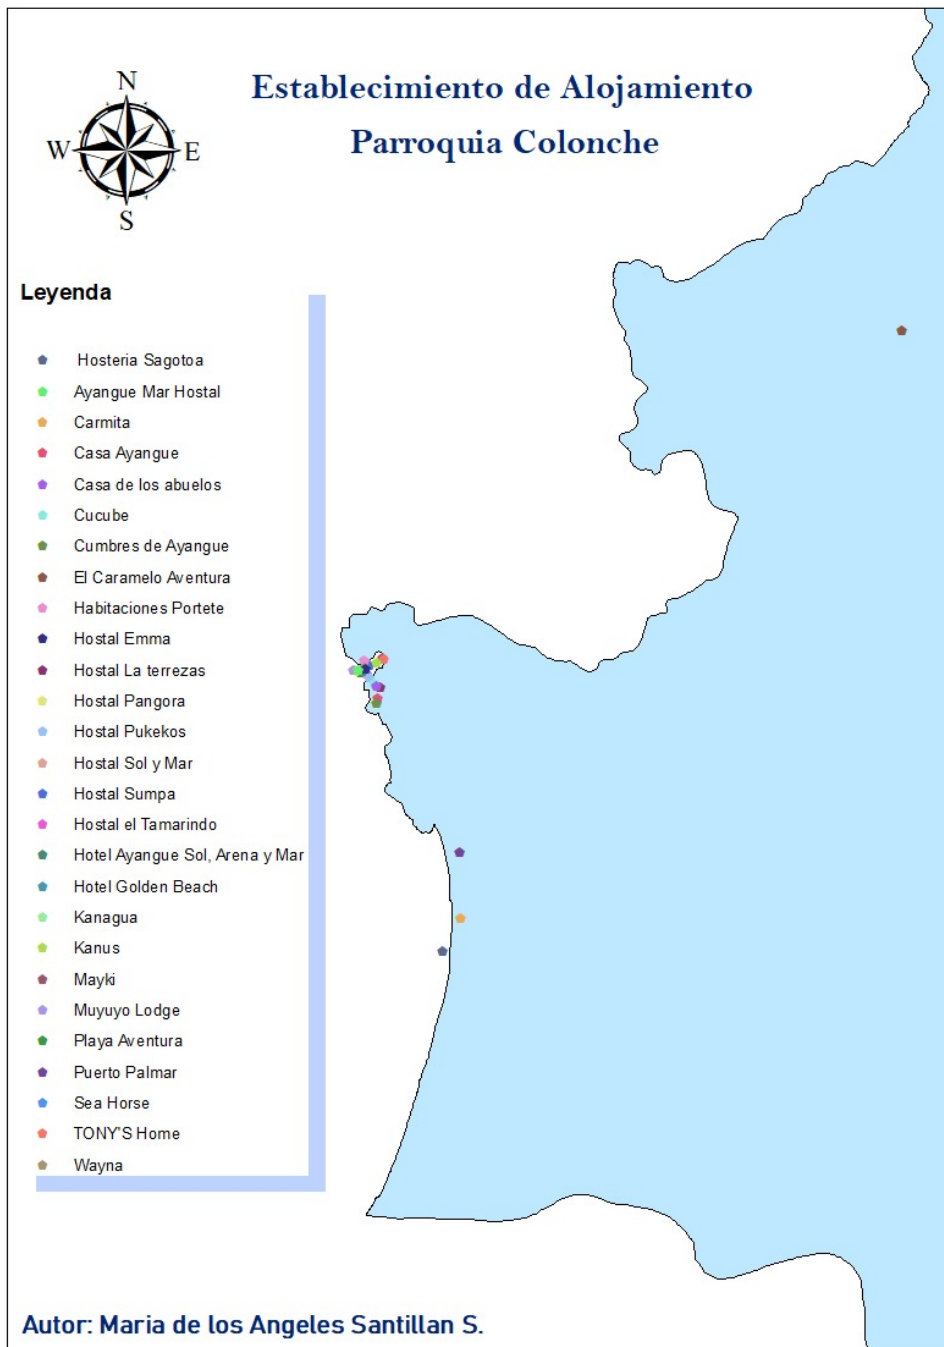 Establecimiento de Alojamiento
Parroquia Colonche
N
W
E
S
Leyenda
Hosteria Sagotoa
Ayangue Mar Hostal
Carmita
Casa Ayangue
Casa de los abuelos
Cucube
Cumbres de Ayangue
El Caramelo Aventura
Habitaciones Portete
Hostal Emma
Hostal La terrezas
Hostal Pangora
Hostal Pukekos
Hostal Sol y Mar
Hostal Sumpa
Hostal el Tamarindo
Hotel Ayangue Sol, Arena y Mar
Hotel Golden Beach
Kanagua
Kanus
Mayki
Muyuyo Lodge
Playa Aventura
Puerto Palmar
Sea Horse
TONY'S Home
Wayna
Autor: Maria de los Angeles Santillan S.